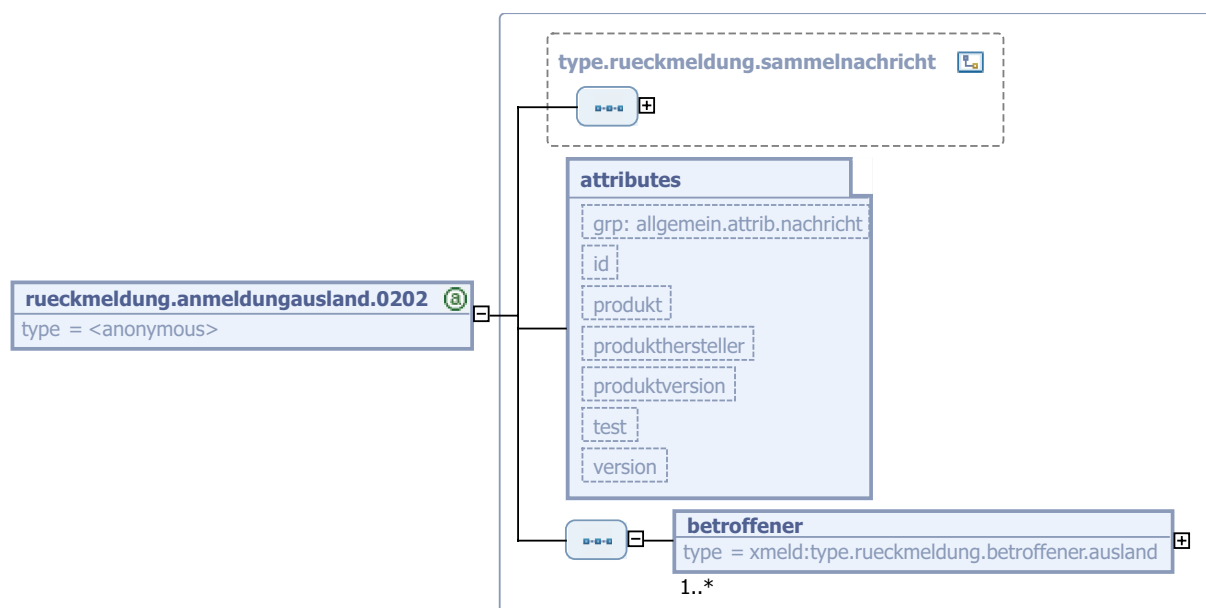 type.rueckmeldung.sammelnachricht
attributes
grp: allgemein.attrib.nachricht
id
rueckmeldung.anmeldungausland.0202
type = <anonymous>
produkt
produkthersteller
produktversion
test
version
betroffener
type = xmeld:type.rueckmeldung.betroffener.ausland
1..*